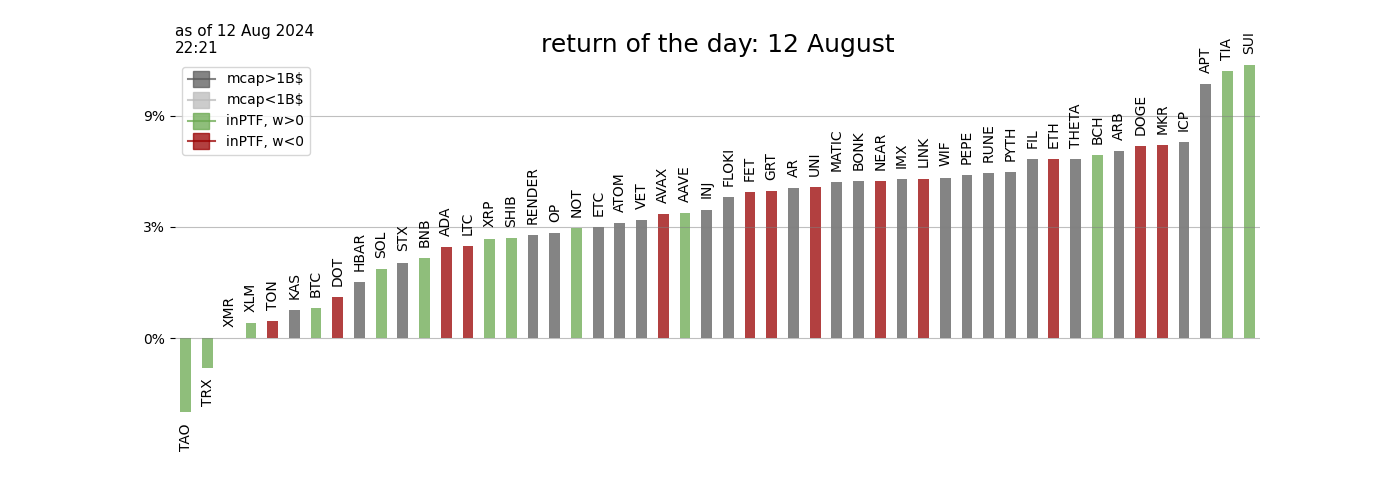 as of 12 Aug 2024
22:21
return of the day: 12 August
mcap>1B$
mcap<1B$
inPTF, w>0
inPTF, w<0
9%
3%
0%
TAO
TRX
XMR
XLM
TON
KAS
BTC
DOT
HBAR
SOL
STX
BNB
ADA
LTC
XRP
SHIB
RENDER
OP
NOT
ETC
ATOM
VET
AVAX
AAVE
INJ
FLOKI
FET
GRT
AR
UNI
MATIC
BONK
NEAR
IMX
LINK
WIF
PEPE
RUNE
PYTH
FIL
ETH
THETA
BCH
ARB
DOGE
MKR
ICP
APT
TIA
SUI